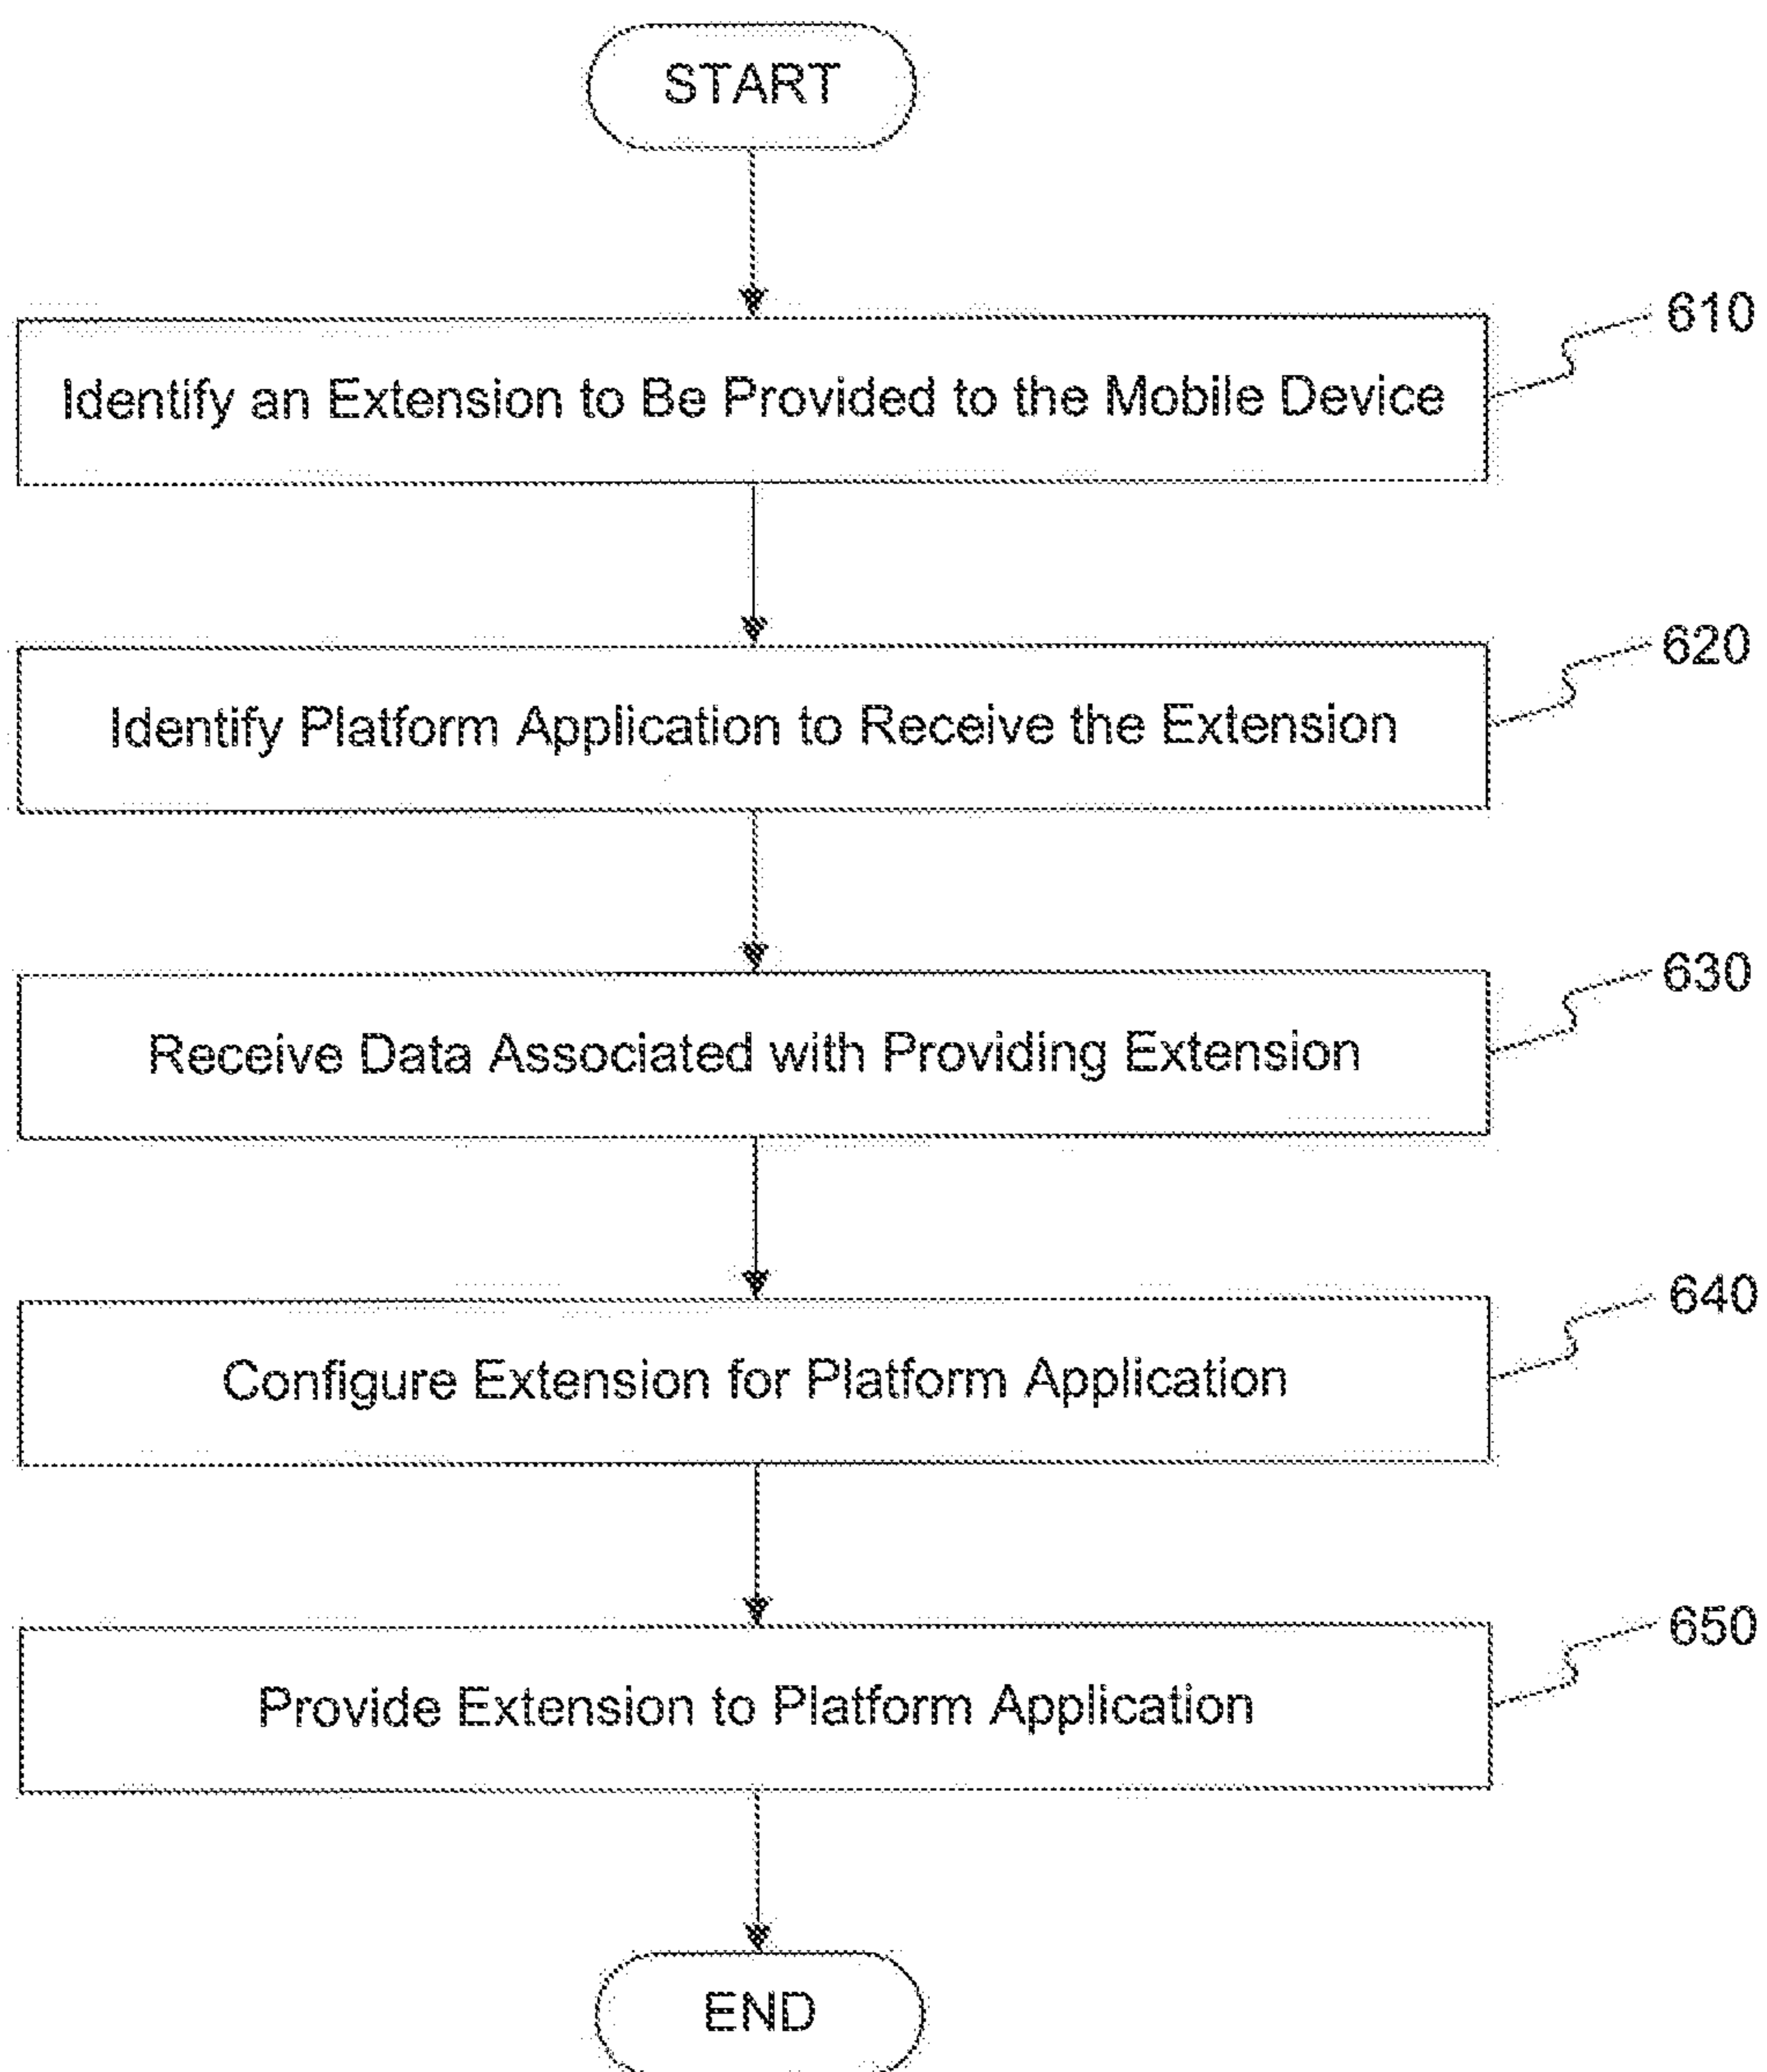 START
610
Identify an Extension to Be Provided to the Mobile Device
620
Identify Platform Application to Receive the Extension
630
Receive Data Associated with Providing Extension
640
Configure Extension for Platform Application
650
Provide Extension to Platform Application
END